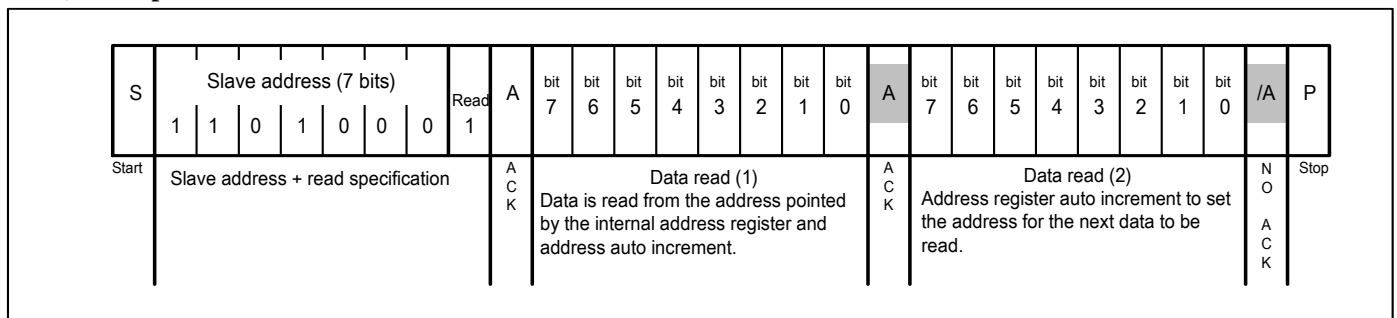 S
Slave address (7 bits)
1 1 0 1 0 0 0
Read
1
A
bit bit bit bit bit bit bit bit
7 6 5 4 3 2 1 0
A
bit bit bit bit bit bit bit bit
7 6 5 4 3 2 1 0
/A
P
Start
Slave address + read specification
A
C
K
Data read (1)
Data is read from the address pointed
by the internal address register and
address auto increment.
A
C
K
Data read (2)
Address register auto increment to set
the address for the next data to be
read.
N
O
A
C
K
Stop